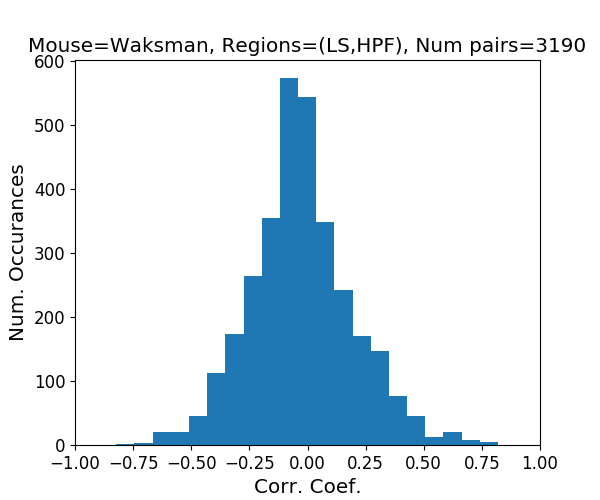 Mouse=Waksman, Regions=(LS,HPF), Num pairs=3190
600
500
400
300
200
100
0
Num. Occurances
−1.00 −0.75 −0.50 −0.25 0.00 0.25 0.50 0.75 1.00
Corr. Coef.